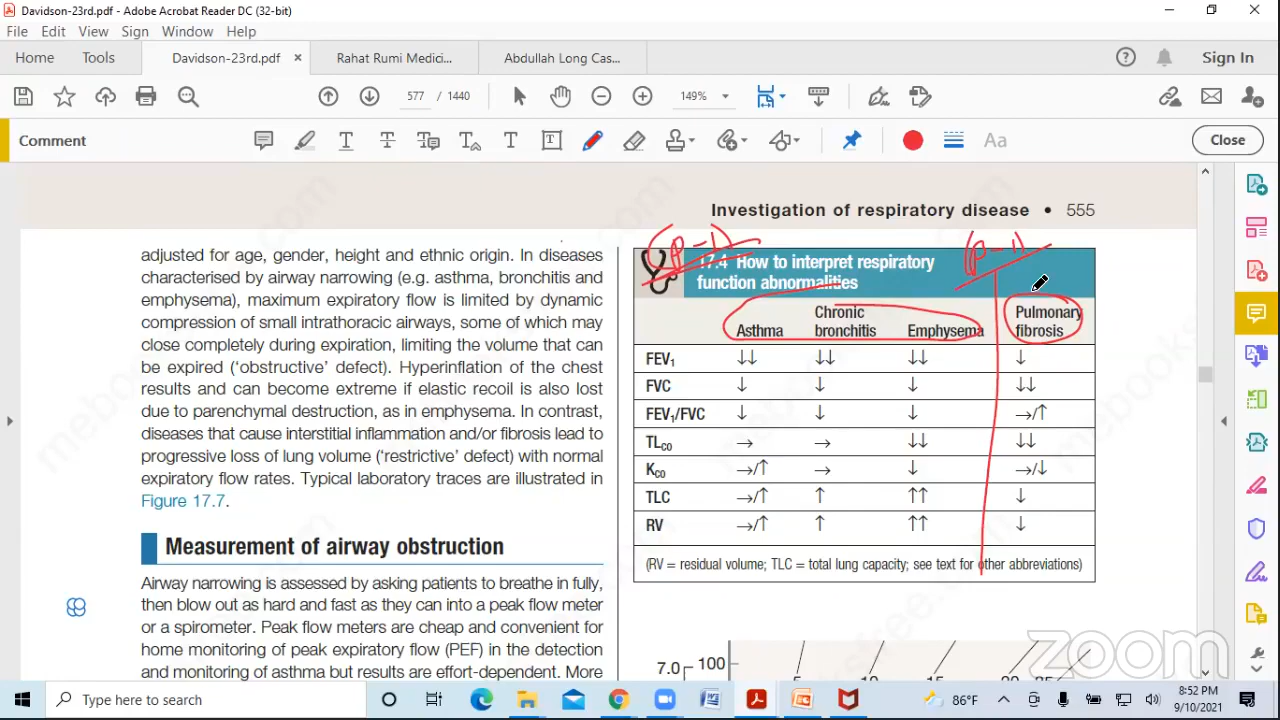 Davidson-23rd.pdf - Adobe Acrobat Reader DC (32-bit)
File Edit View Sign Window Help
Home Tools Davidson-23rd.pdf × Rahat Rumi Medici... Abdullah Long Cas... Sign In
577 / 1440 149%
Comment Aa Close
Investigation of respiratory disease • 555
adjusted for age, gender, height and ethnic origin. In diseases
characterised by airway narrowing (e.g. asthma, bronchitis and
emphysema), maximum expiratory flow is limited by dynamic
compression of small intrathoracic airways, some of which may
close completely during expiration, limiting the volume that can
be expired (‘obstructive’ defect). Hyperinflation of the chest
results and can become extreme if elastic recoil is also lost
due to parenchymal destruction, as in emphysema. In contrast,
diseases that cause interstitial inflammation and/or fibrosis lead to
progressive loss of lung volume (‘restrictive’ defect) with normal
expiratory flow rates. Typical laboratory traces are illustrated in
Figure 17.7.
Measurement of airway obstruction
Airway narrowing is assessed by asking patients to breathe in fully,
then blow out as hard and fast as they can into a peak flow meter
or a spirometer. Peak flow meters are cheap and convenient for
home monitoring of peak expiratory flow (PEF) in the detection
and monitoring of asthma but results are effort-dependent. More
(P-1) (P-1)
17.4 How to interpret respiratory
function abnormalities
Asthma Chronic bronchitis Emphysema Pulmonary fibrosis
FEV₁ ↓↓ ↓↓ ↓↓ ↓
FVC ↓ ↓ ↓ ↓↓
FEV₁/FVC ↓ ↓ ↓ →/↑
TLCO → → ↓↓ ↓↓
KCO →/↑ → ↓ →/↓
TLC →/↑ ↑ ↑↑ ↓
RV →/↑ ↑ ↑↑ ↓
(RV = residual volume; TLC = total lung capacity; see text for other abbreviations)
7.0 100
zoom
Type here to search 86°F 8:52 PM
9/10/2021